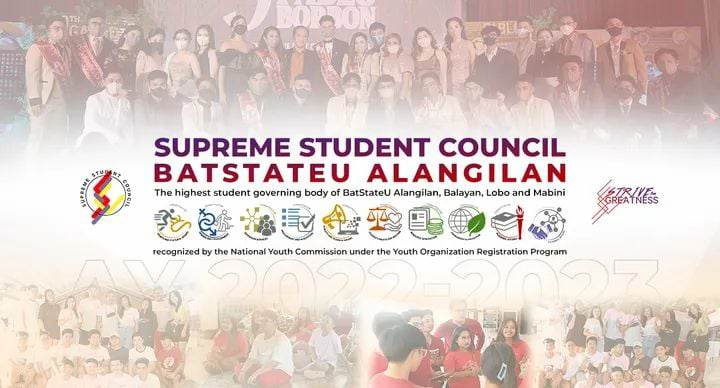 BORBON
SUPREME STUDENT COUNCIL
BATSTATEU ALANGILAN
The highest student governing body of BatStateU Alangilan, Balayan, Lobo and Mabini
SUPREME STUDENT COUNCIL
STRIVE
GREATNESS
recognized by the National Youth Commission under the Youth Organization Registration Program
AY 2022-2023